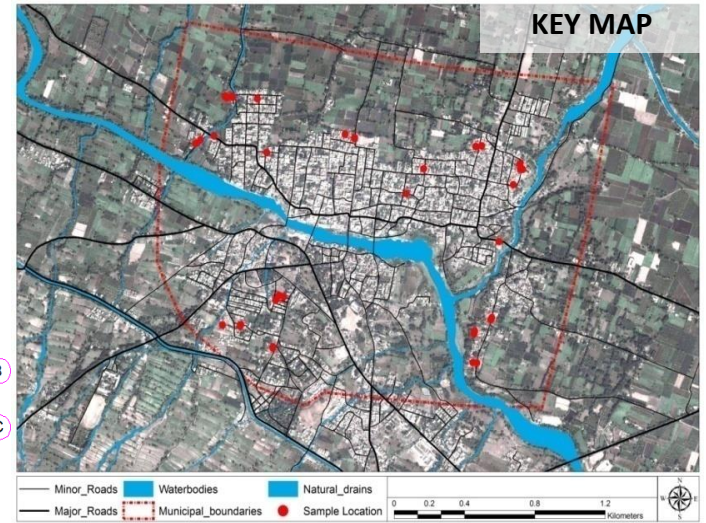 KEY MAP
C
Minor_Roads Waterbodies Natural_drains
Major_Roads Municipal_boundaries Sample Location
0 0.2 0.4 0.8 1.2
Kilometers
N
W E
S